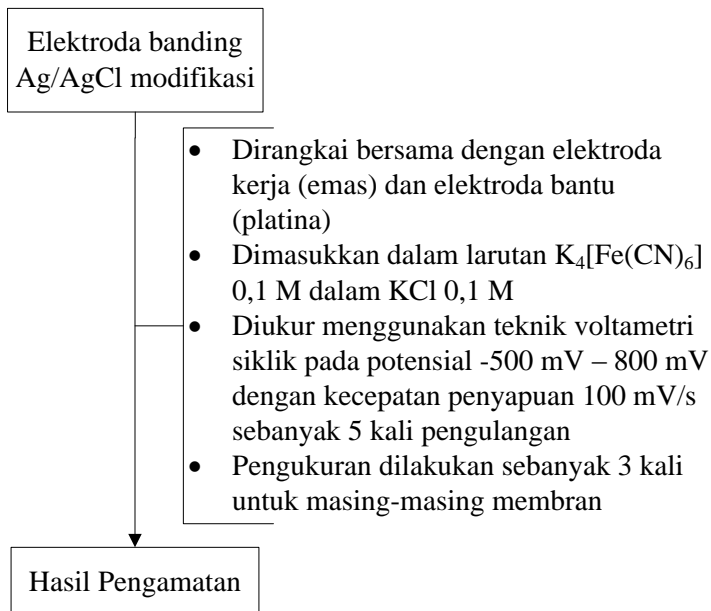 Elektroda banding
Ag/AgCl modifikasi
• Dirangkai bersama dengan elektroda
kerja (emas) dan elektroda bantu
(platina)
• Dimasukkan dalam larutan K₄[Fe(CN)₆]
0,1 M dalam KCl 0,1 M
• Diukur menggunakan teknik voltametri
siklik pada potensial -500 mV – 800 mV
dengan kecepatan penyapuan 100 mV/s
sebanyak 5 kali pengulangan
• Pengukuran dilakukan sebanyak 3 kali
untuk masing-masing membran
Hasil Pengamatan